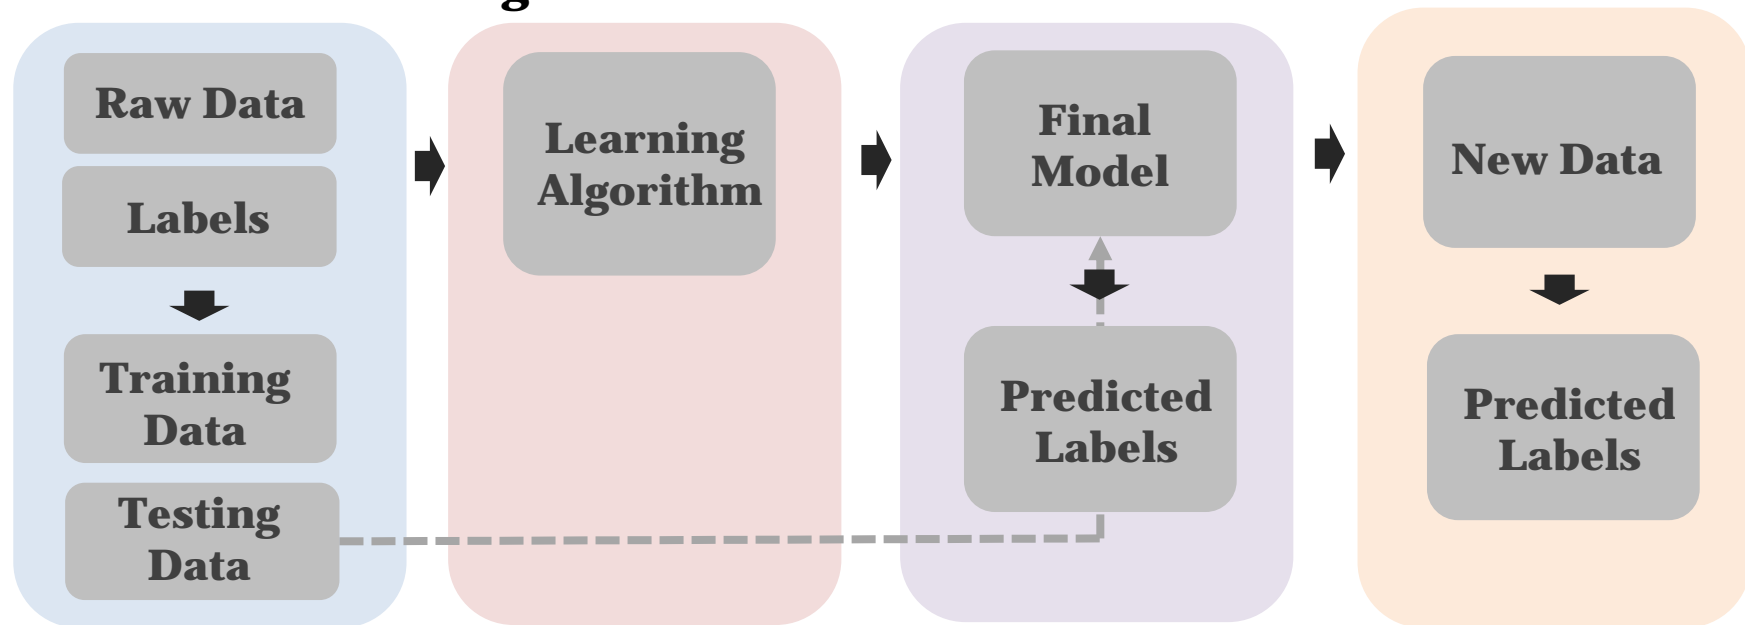 Raw Data
Labels
Training
Data
Testing
Data
Learning
Algorithm
Final
Model
Predicted
Labels
New Data
Predicted
Labels